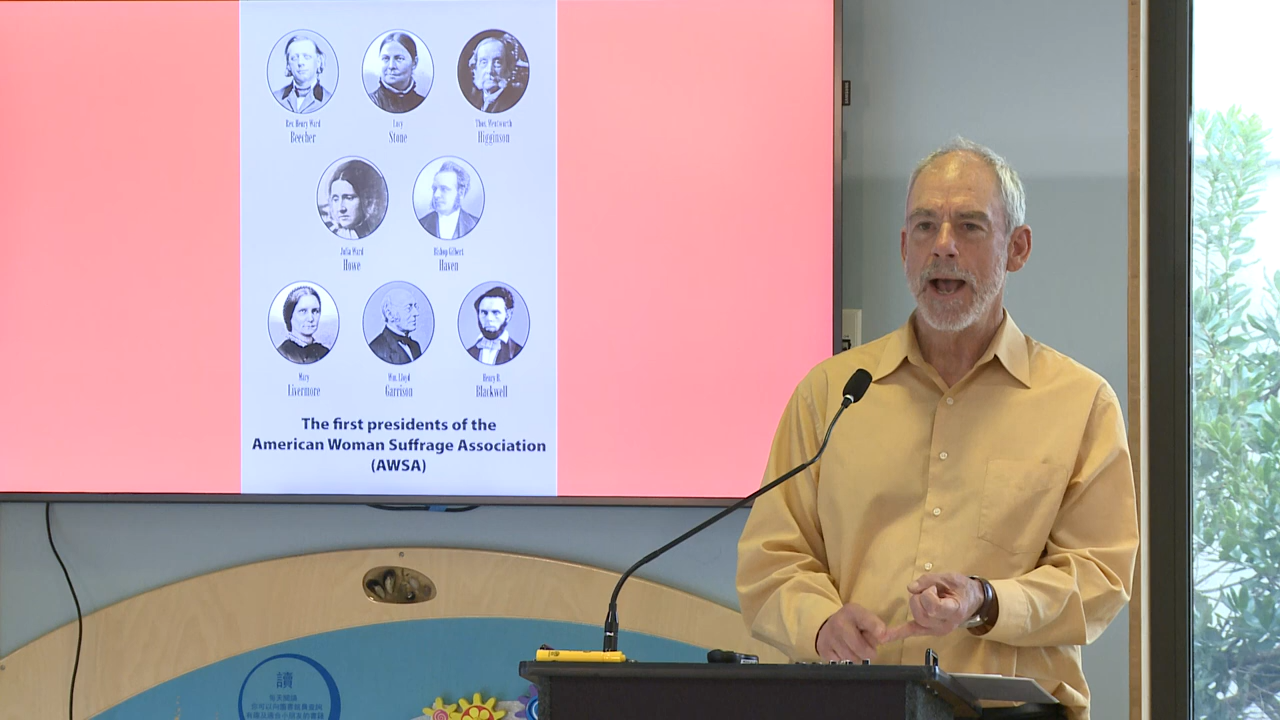 Rev. Henry Ward
Beecher
Lucy
Stone
Thos. Wentworth
Higginson
Julia Ward
Howe
Bishop Gilbert
Haven
Mary
Livermore
Wm. Lloyd
Garrison
Henry B.
Blackwell
The first presidents of the
American Woman Suffrage Association
(AWSA)
讀